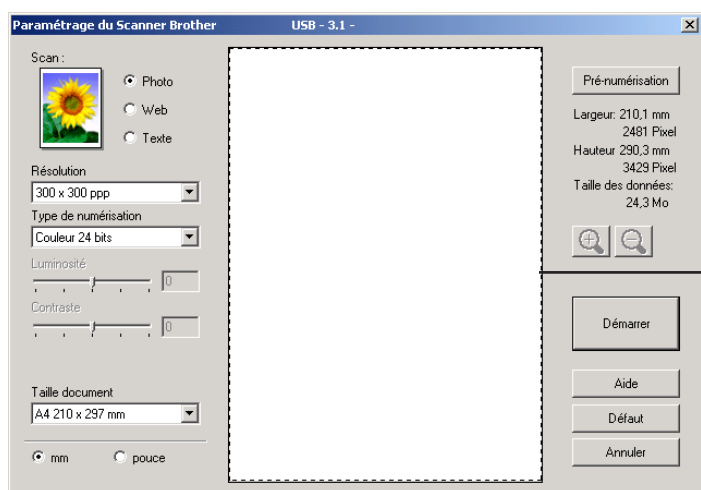 Paramétrage du Scanner Brother USB - 3.1 -
Scan :
Photo
Web
Texte
Résolution
300 x 300 ppp
Type de numérisation
Couleur 24 bits
Luminosité
0
Contraste
0
Taille document
A4 210 x 297 mm
mm
pouce
Pré-numérisation
Largeur: 210,1 mm
2481 Pixel
Hauteur 290,3 mm
3429 Pixel
Taille des données:
24,3 Mo
Démarrer
Aide
Défaut
Annuler